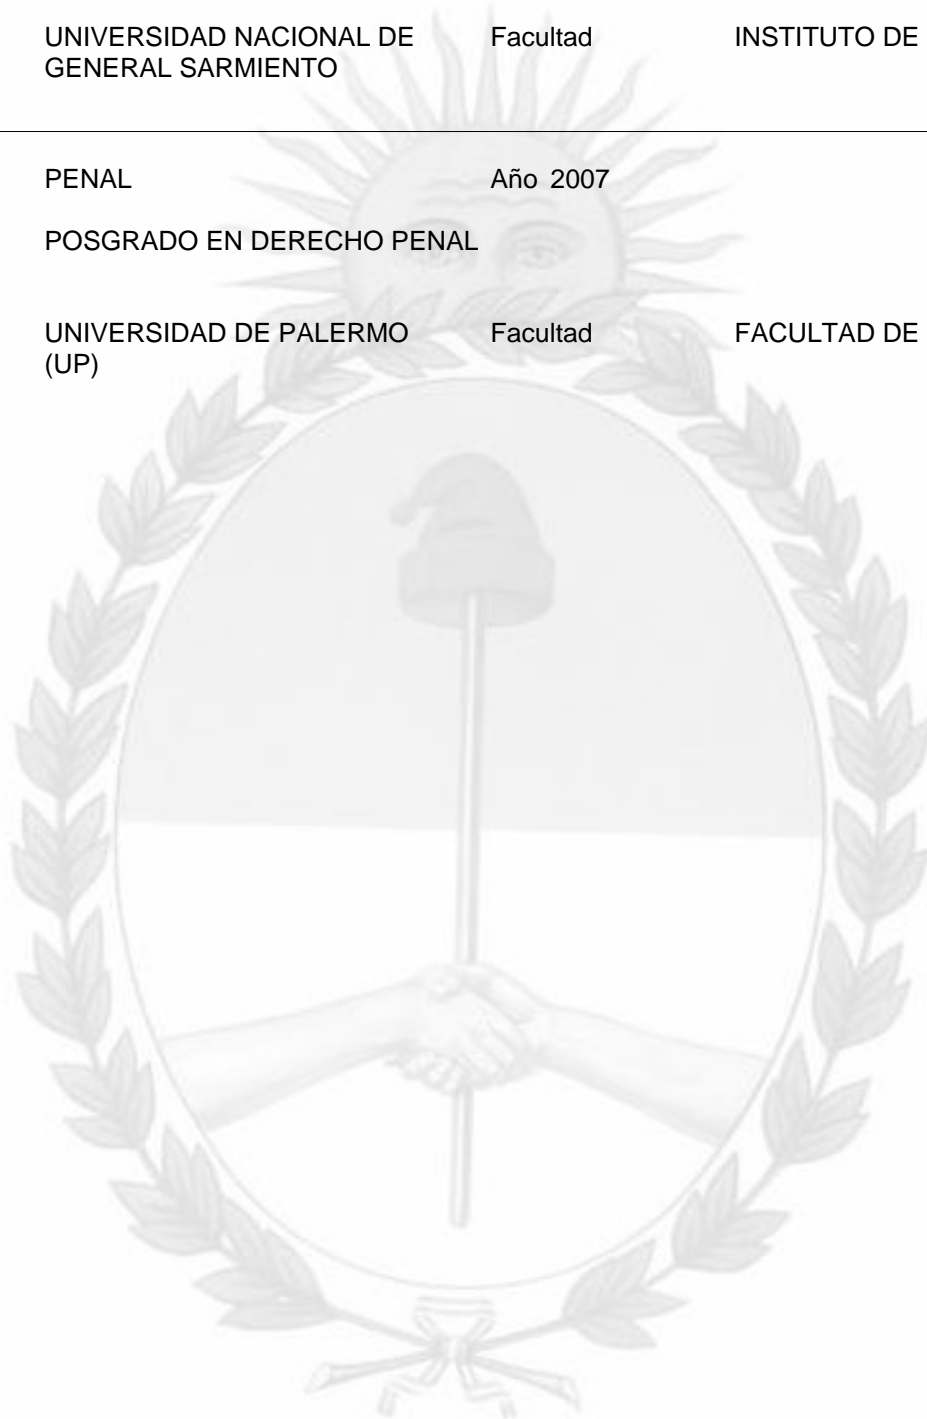 UNIVERSIDAD NACIONAL DE Facultad INSTITUTO DE
GENERAL SARMIENTO
PENAL Año 2007
POSGRADO EN DERECHO PENAL
UNIVERSIDAD DE PALERMO Facultad FACULTAD DE
(UP)